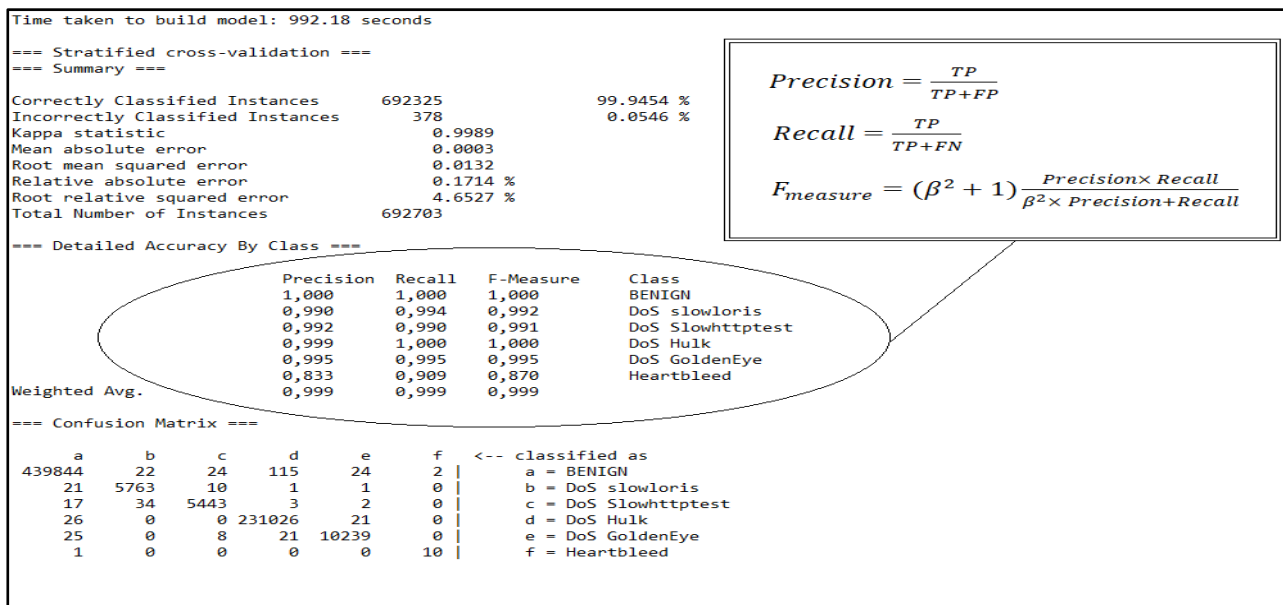 Time taken to build model: 992.18 seconds
=== Stratified cross-validation ===
=== Summary ===
Correctly Classified Instances 692325 99.9454 %
Incorrectly Classified Instances 378 0.0546 %
Kappa statistic 0.9989
Mean absolute error 0.0003
Root mean squared error 0.0132
Relative absolute error 0.1714 %
Root relative squared error 4.6527 %
Total Number of Instances 692703
Precision = TP / TP+FP
Recall = TP / TP+FN
F measure = (β² + 1) Precision× Recall / β²× Precision+Recall
=== Detailed Accuracy By Class ===
Precision Recall F-Measure Class
1,000 1,000 1,000 BENIGN
0,990 0,994 0,992 DoS slowloris
0,992 0,990 0,991 DoS Slowhttptest
0,999 1,000 1,000 DoS Hulk
0,995 0,995 0,995 DoS GoldenEye
0,833 0,909 0,870 Heartbleed
Weighted Avg. 0,999 0,999 0,999
=== Confusion Matrix ===
a b c d e f <-- classified as
439844 22 24 115 24 2 | a = BENIGN
21 5763 10 1 1 0 | b = DoS slowloris
17 34 5443 3 2 0 | c = DoS Slowhttptest
26 0 0 231026 21 0 | d = DoS Hulk
25 0 8 21 10239 0 | e = DoS GoldenEye
1 0 0 0 0 10 | f = Heartbleed